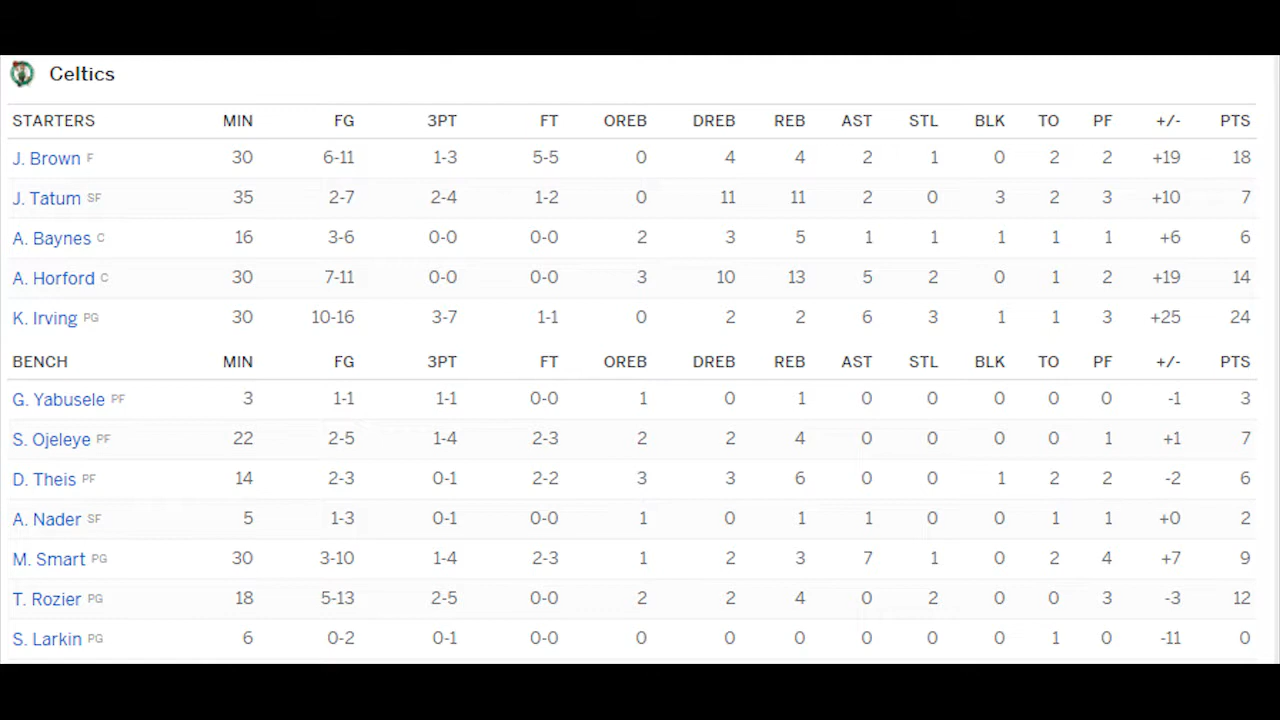 Celtics
STARTERS MIN FG 3PT FT OREB DREB REB AST STL BLK TO PF +/- PTS
J. Brown F 30 6-11 1-3 5-5 0 4 4 2 1 0 2 2 +19 18
J. Tatum SF 35 2-7 2-4 1-2 0 11 11 2 0 3 2 3 +10 7
A. Baynes C 16 3-6 0-0 0-0 2 3 5 1 1 1 1 1 +6 6
A. Horford C 30 7-11 0-0 0-0 3 10 13 5 2 0 1 2 +19 14
K. Irving PG 30 10-16 3-7 1-1 0 2 2 6 3 1 1 3 +25 24
BENCH MIN FG 3PT FT OREB DREB REB AST STL BLK TO PF +/- PTS
G. Yabusele PF 3 1-1 1-1 0-0 1 0 1 0 0 0 0 0 -1 3
S. Ojeleye PF 22 2-5 1-4 2-3 2 2 4 0 0 0 0 1 +1 7
D. Theis PF 14 2-3 0-1 2-2 3 3 6 0 0 1 2 2 -2 6
A. Nader SF 5 1-3 0-1 0-0 1 0 1 1 0 0 1 1 +0 2
M. Smart PG 30 3-10 1-4 2-3 1 2 3 7 1 0 2 4 +7 9
T. Rozier PG 18 5-13 2-5 0-0 2 2 4 0 2 0 0 3 -3 12
S. Larkin PG 6 0-2 0-1 0-0 0 0 0 0 0 0 1 0 -11 0